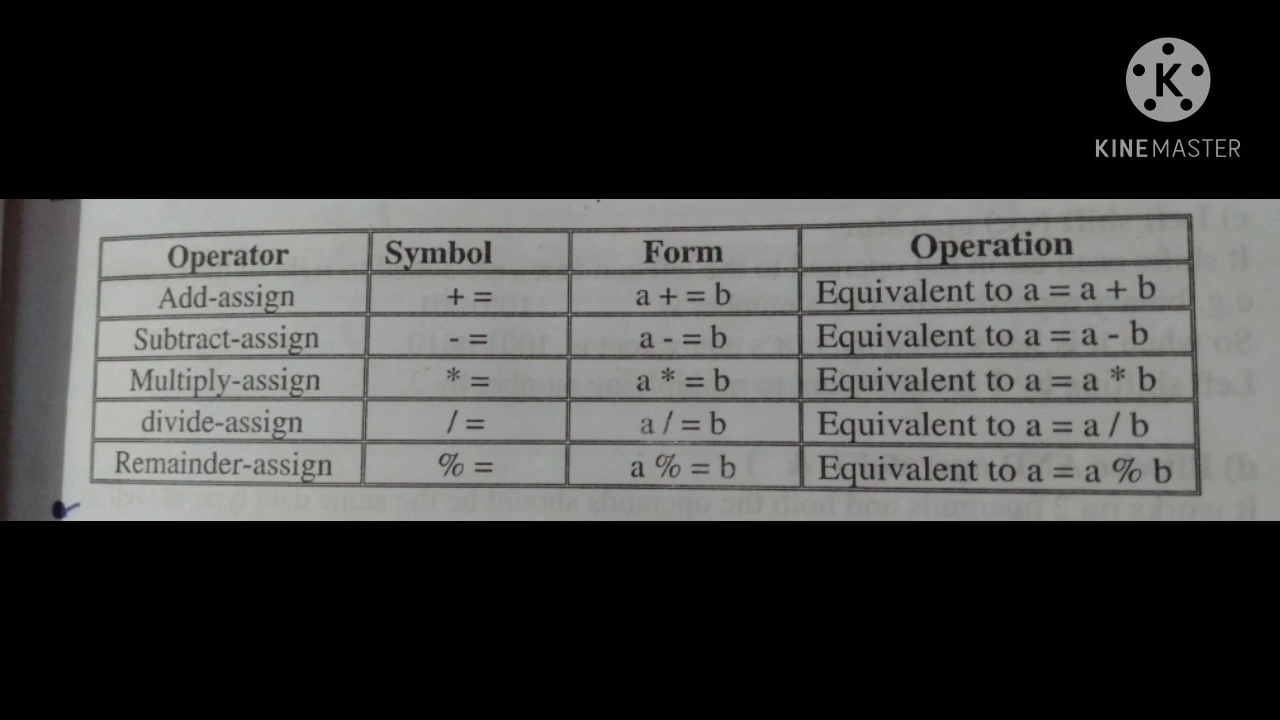 K
KINEMASTER
Operator Symbol Form Operation
Add-assign + = a + = b Equivalent to a = a + b
Subtract-assign - = a - = b Equivalent to a = a - b
Multiply-assign * = a * = b Equivalent to a = a * b
divide-assign / = a / = b Equivalent to a = a / b
Remainder-assign % = a % = b Equivalent to a = a % b